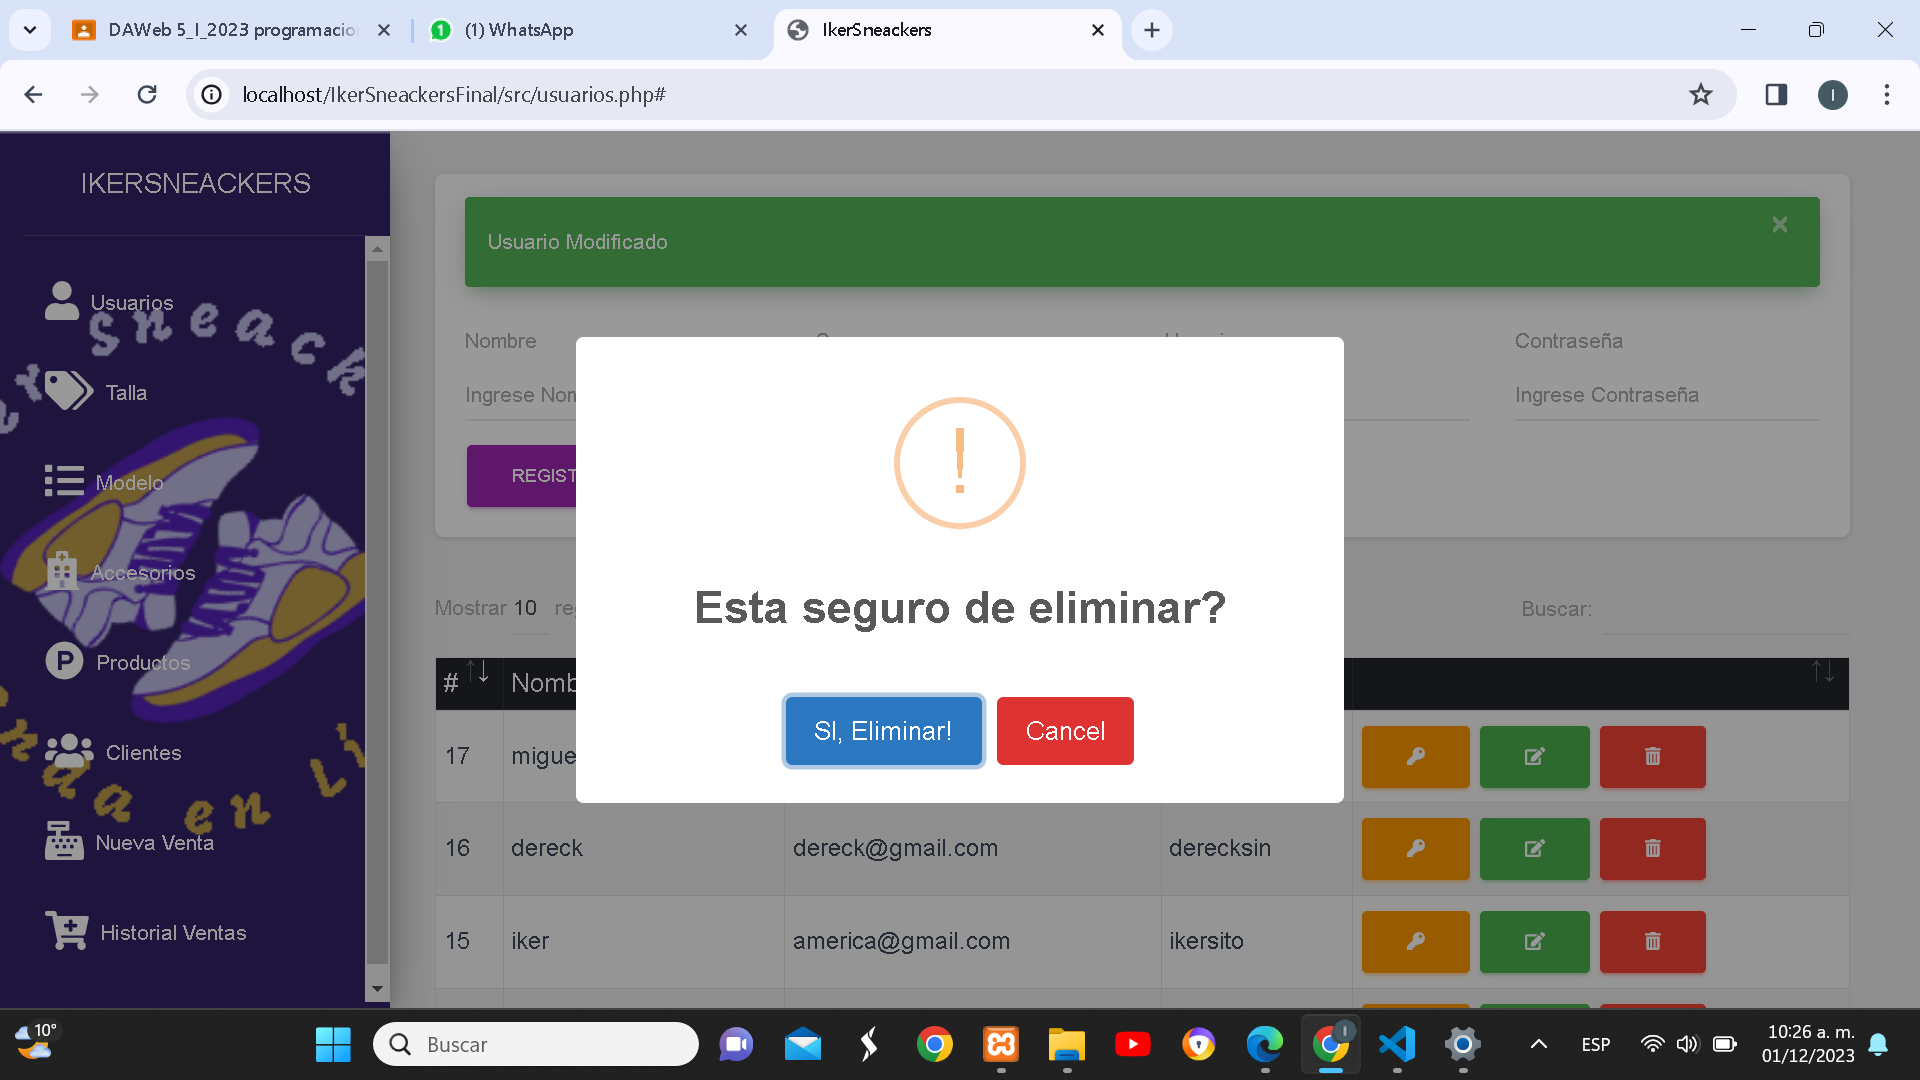 DAWeb 5_I_2023 programacio
(1) WhatsApp
IkerSneackers
localhost/IkerSneackersFinal/src/usuarios.php#
IKERSNEACKERS
Usuarios
Talla
Modelo
Accesorios
Productos
Clientes
Nueva Venta
Historial Ventas
sneack
en
Usuario Modificado
×
Nombre
Contraseña
Ingrese Nom
Ingrese Contraseña
REGIST
!
Esta seguro de eliminar?
SI, Eliminar!
Cancel
Mostrar 10 reg
Buscar:
# Nomb
17 migue
16 dereck dereck@gmail.com derecksin
15 iker america@gmail.com ikersito
10°
Buscar
ESP
10:26 a. m.
01/12/2023